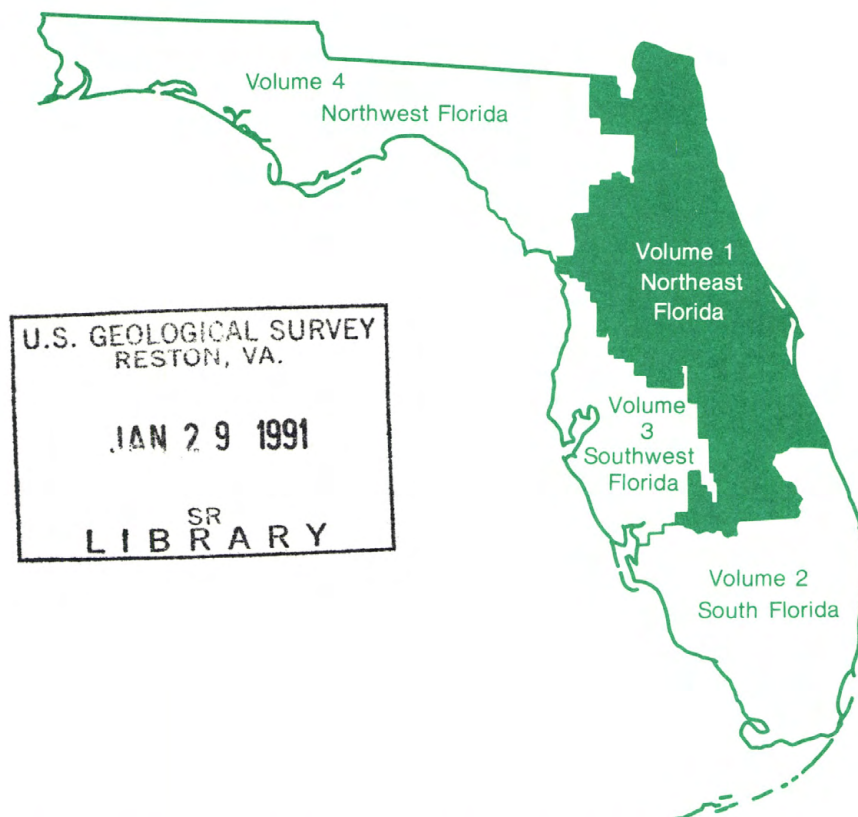 Volume 4
Northwest Florida
Volume 1
Northeast
Florida
U.S. GEOLOGICAL SURVEY
RESTON, VA.
JAN 29 1991
SR
LIBRARY
Volume
3
Southwest
Florida
Volume 2
South Florida